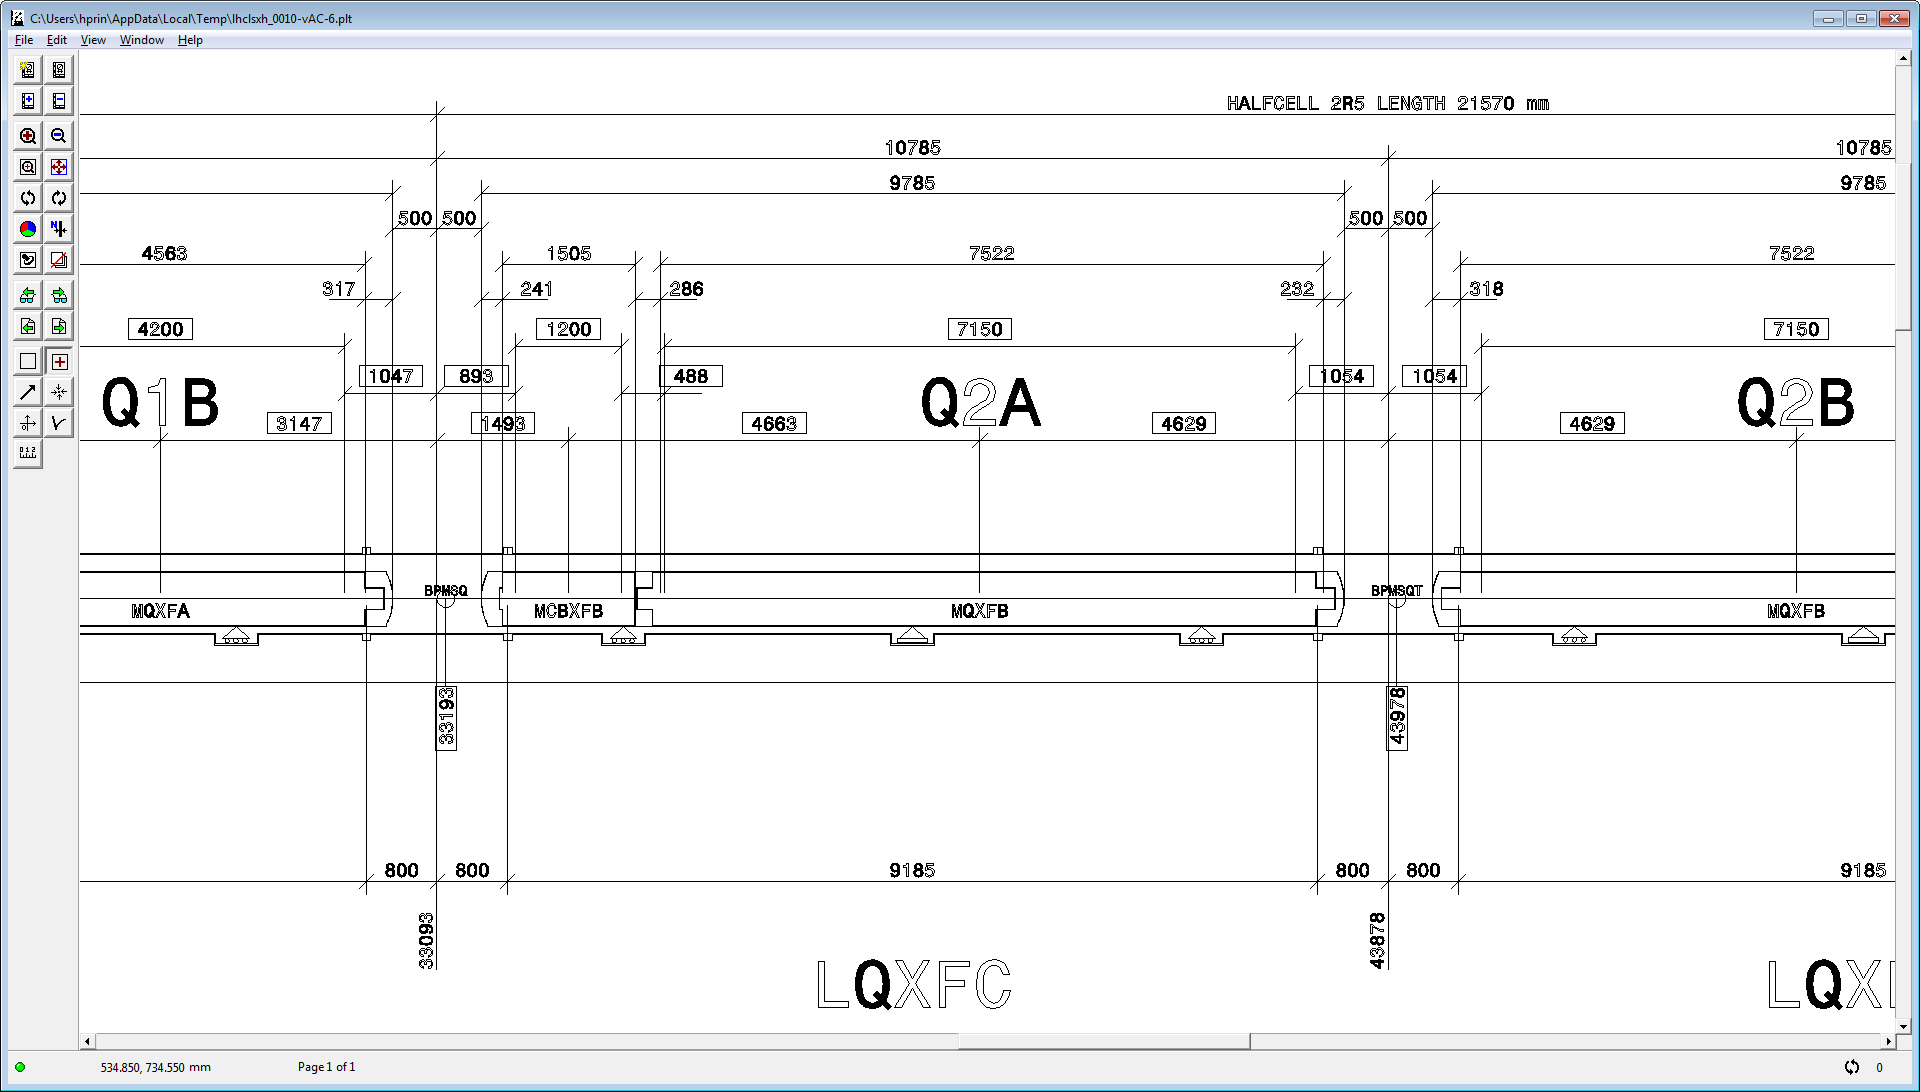 C:\Users\hprin\AppData\Local\Temp\lhclsxh_0010-vAC-6.plt
File Edit View Window Help
HALFCELL 2R5 LENGTH 21570 mm
10785 10785
9785 9785
500 500 500 500
4563 1505 7522 7522
317 241 286 232 318
4200 1200 7150 7150
1047 893 488 1054 1054
Q1B Q2A Q2B
3147 1493 4663 4629 4629
BPMSQ BPMSQT
MQXFA MCBXFB MQXFB MQXFB
33193 43978
800 800 9185 800 800 9185
33093 43878
LQXFC LQX
534.850, 734.550 mm Page 1 of 1 0